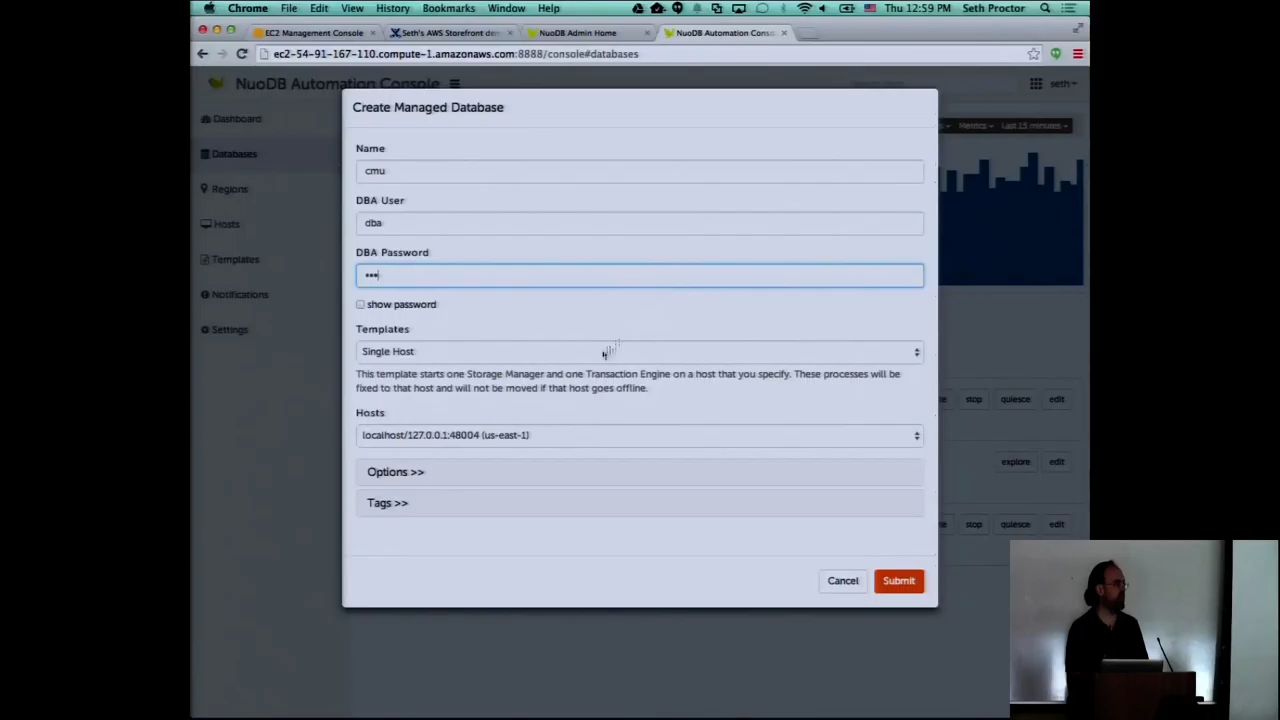 Chrome File Edit View History Bookmarks Window Help Thu 12:59 PM Seth Proctor
EC2 Management Console Seth's AWS Storefront de NuoDB Admin Home NuoDB Automation Conso
ec2-54-91-167-110.compute-1.amazonaws.com:8888/console#databases
NuoDB Automation Console seth
Dashboard
Databases
Regions
Hosts
Templates
Notifications
Settings
Metrics Last 15 minutes
Create Managed Database
Name
cmu
DBA User
dba
DBA Password
•••
show password
Templates
Single Host
This template starts one Storage Manager and one Transaction Engine on a host that you specify. These processes will be
fixed to that host and will not be moved if that host goes offline.
Hosts
localhost/127.0.0.1:48004 (us-east-1)
Options >>
Tags >>
Cancel Submit
stop quiesce edit
explore edit
stop quiesce edit